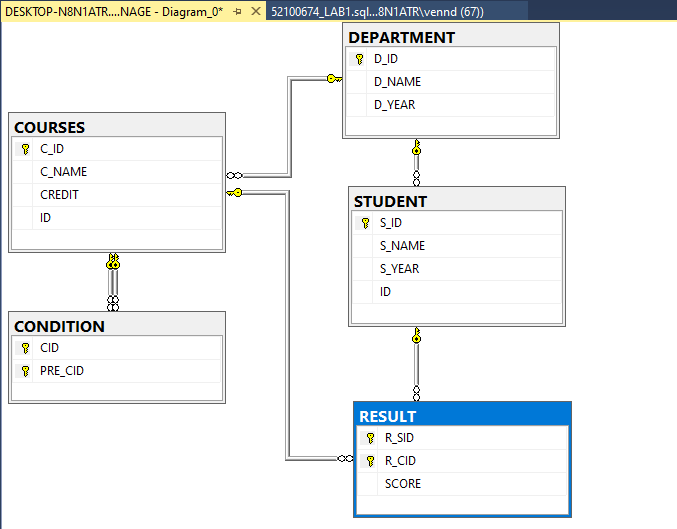 DESKTOP-N8N1ATR....NAGE - Diagram_0*
52100674_LAB1.sql...8N1ATR\vennd (67))
DEPARTMENT
D_ID
D_NAME
D_YEAR
COURSES
C_ID
C_NAME
CREDIT
ID
STUDENT
S_ID
S_NAME
S_YEAR
ID
CONDITION
CID
PRE_CID
RESULT
R_SID
R_CID
SCORE